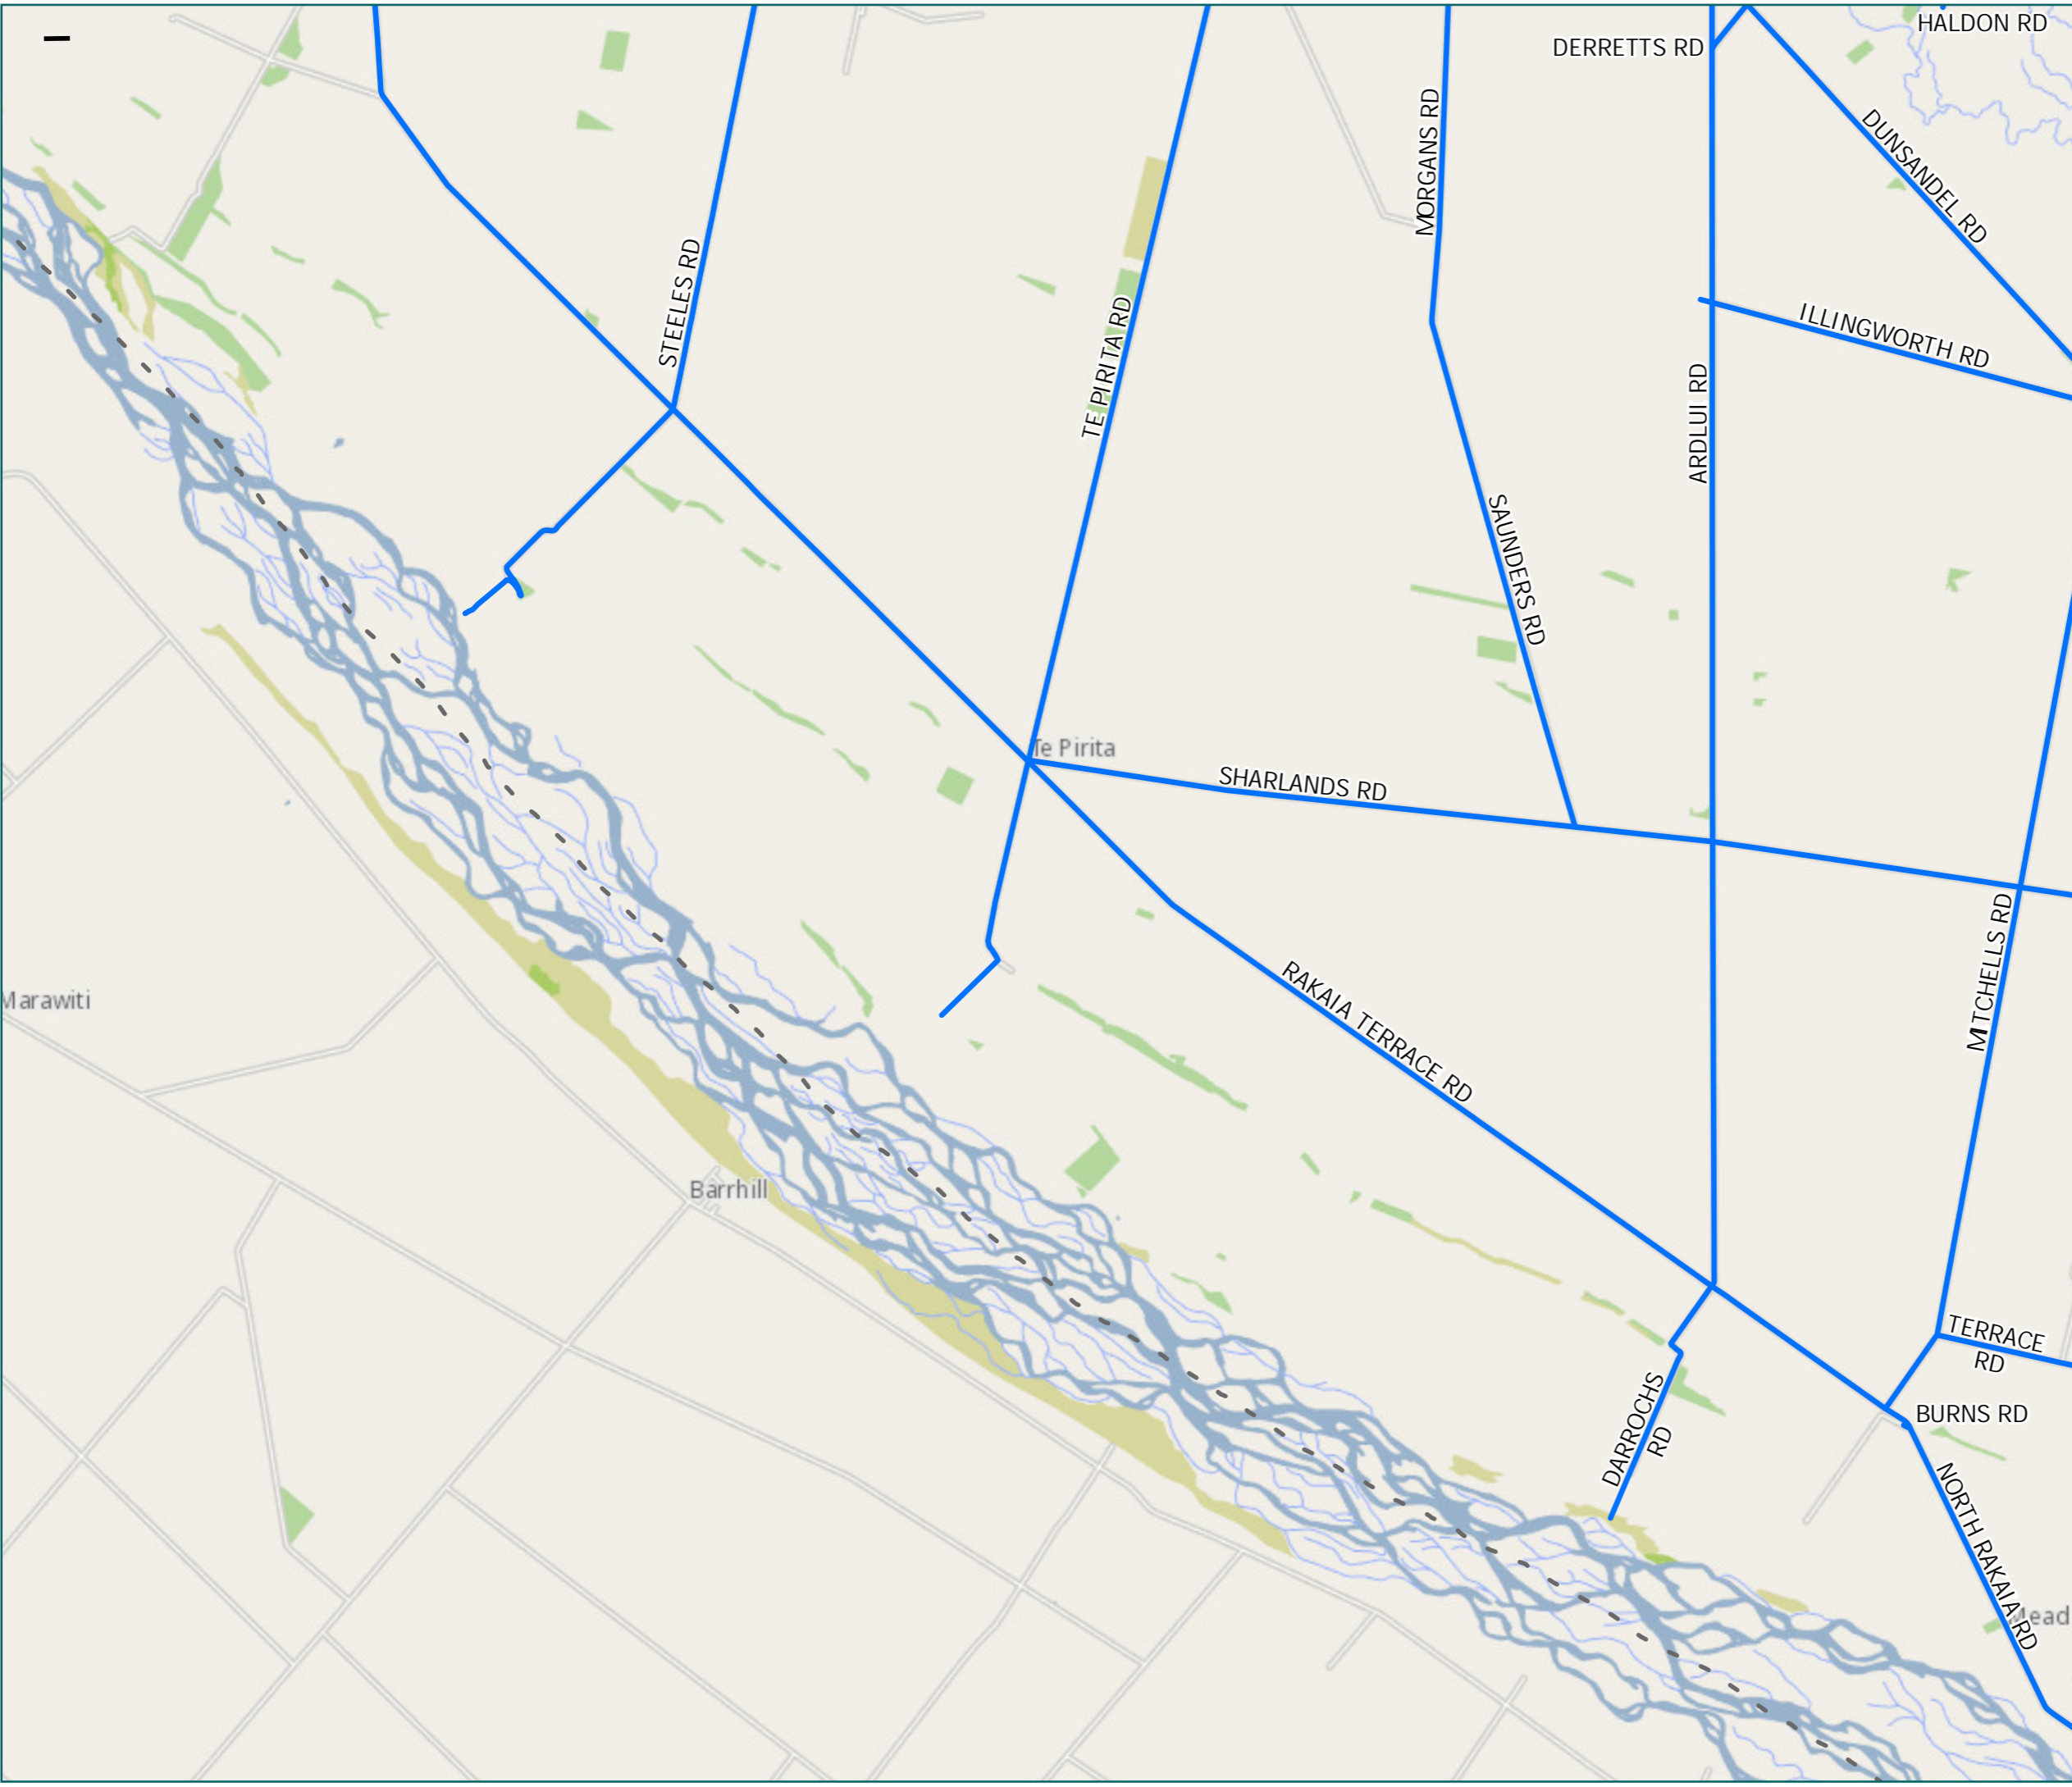 HALDON RD
DERRETTS RD
MORGANS RD
DUNSANDEL RD
STEELES RD
TE PIRITA RD
ILLINGWORTH RD
ARDLUI RD
SAUNDERS RD
Te Pirita
SHARLANDS RD
MITCHELLS RD
RAKAIA TERRACE RD
Marawiti
Barrhill
TERRACE
RD
DARROCHS
RD
BURNS RD
NORTH RAKAIA RD
Mead